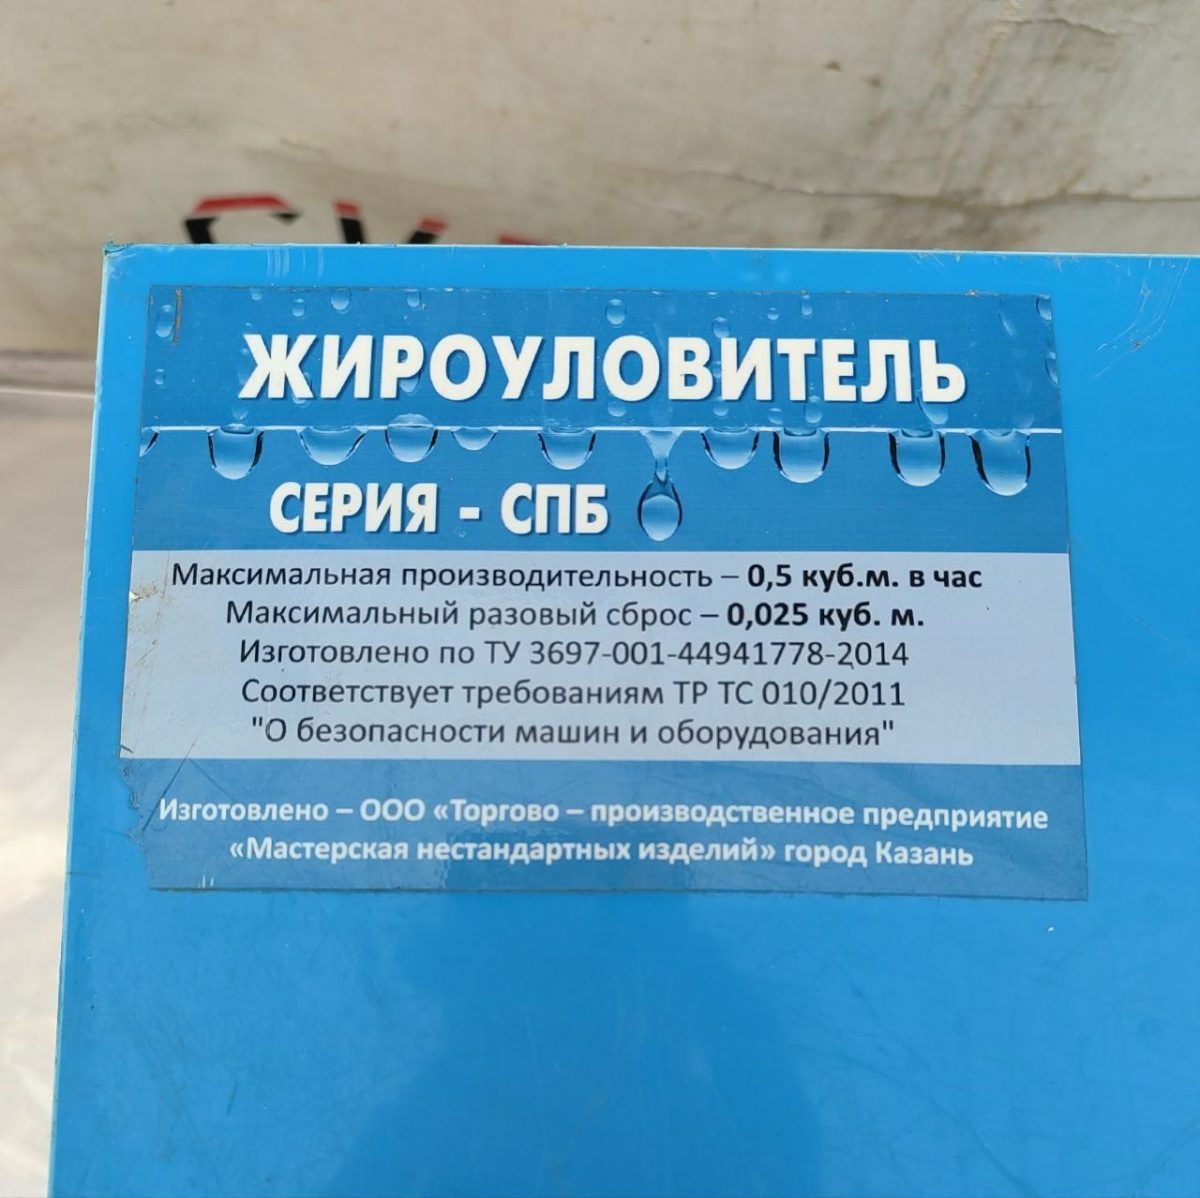 ЖИРОУЛОВИТЕЛЬ
СЕРИЯ - СПБ
Максимальная производительность – 0,5 куб.м. в час
Максимальный разовый сброс – 0,025 куб. м.
Изготовлено по ТУ 3697-001-44941778-2014
Соответствует требованиям ТР ТС 010/2011
"О безопасности машин и оборудования"
Изготовлено – ООО «Торгово – производственное предприятие
«Мастерская нестандартных изделий» город Казань